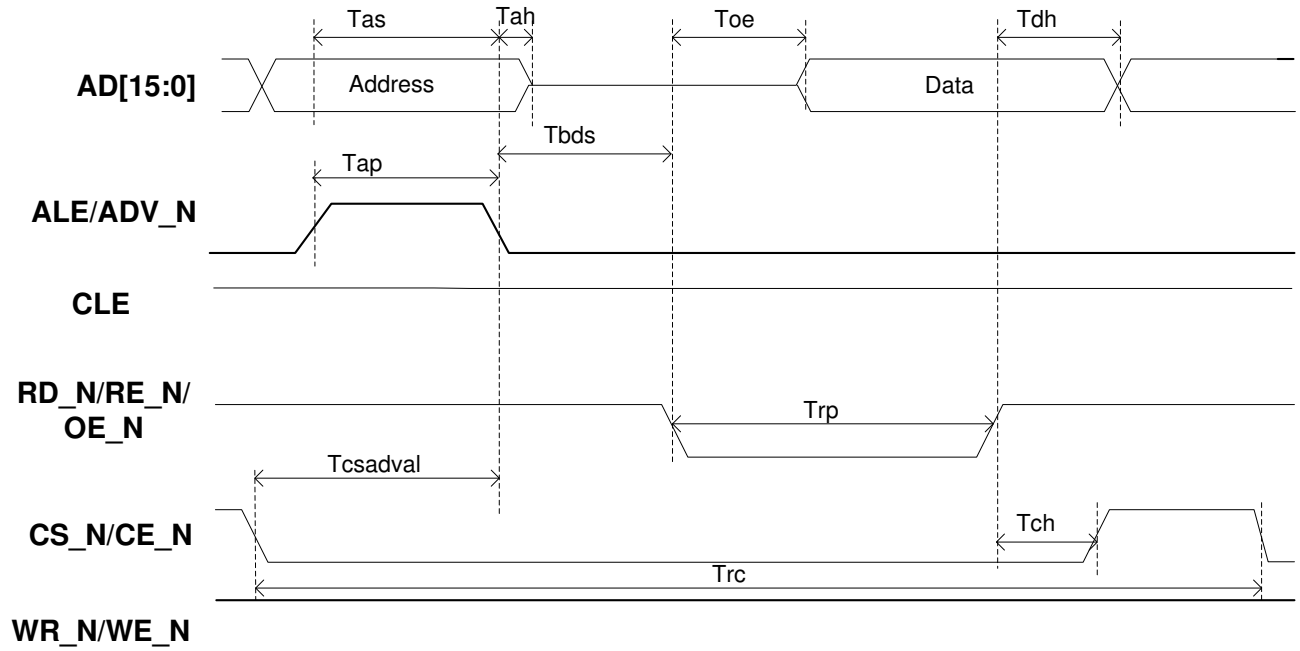 Tas
Tah
Toe
Tdh
AD[15:0]
Address
Data
Tbds
Tap
ALE/ADV_N
CLE
RD_N/RE_N/
OE_N
Trp
Tcsadval
CS_N/CE_N
Tch
Trc
WR_N/WE_N